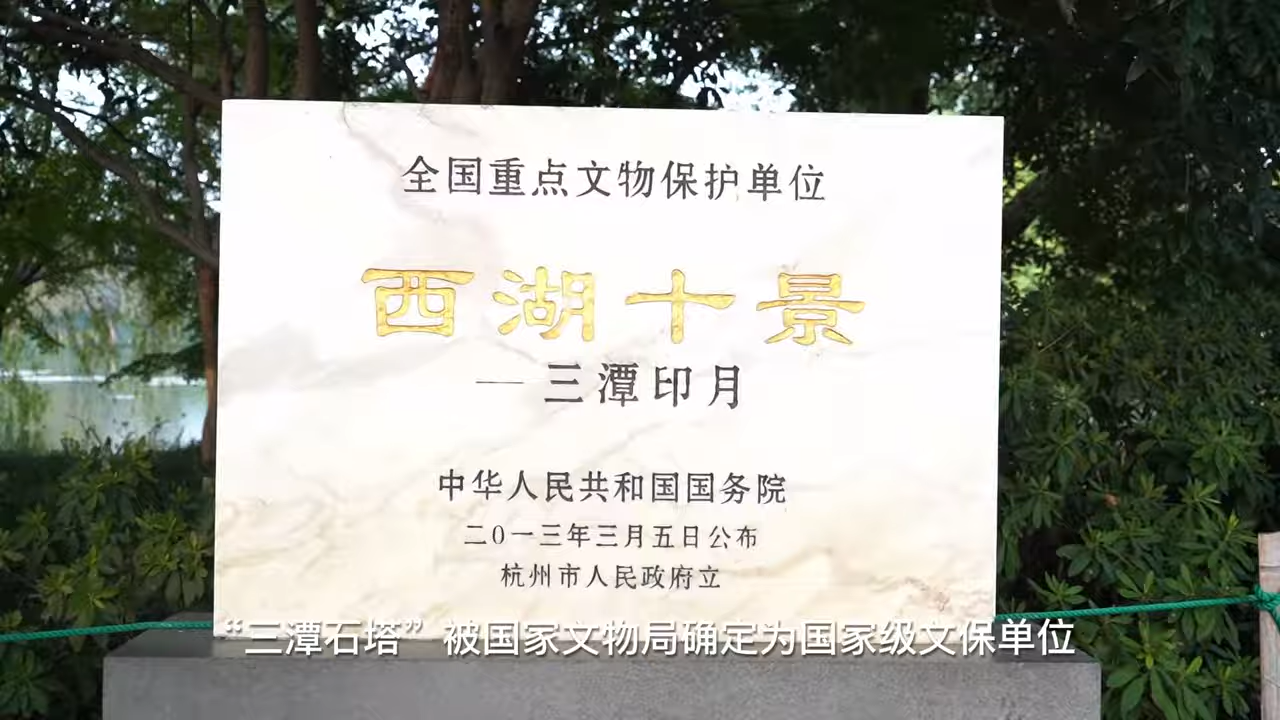 全国重点文物保护单位
西湖十景
— 三潭印月
中华人民共和国国务院
二〇一三年三月五日公布
杭州市人民政府立
“三潭石塔”被国家文物局确定为国家级文保单位